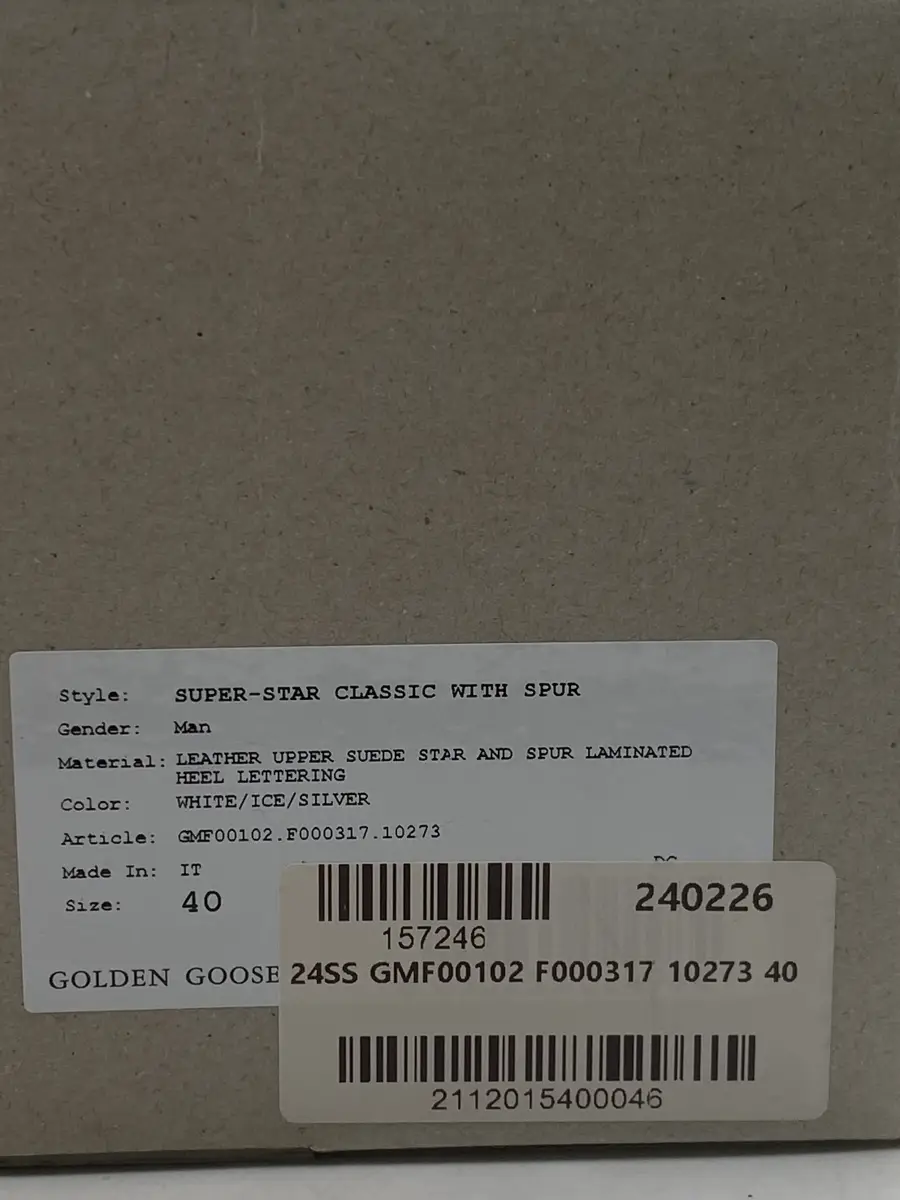 Style: SUPER-STAR CLASSIC WITH SPUR
Gender: Man
Material: LEATHER UPPER SUEDE STAR AND SPUR LAMINATED
HEEL LETTERING
Color: WHITE/ICE/SILVER
Article: GMF00102.F000317.10273
Made In: IT
Size: 40
GOLDEN GOOSE
240226
157246
24SS GMF00102 F000317 10273 40
2112015400046